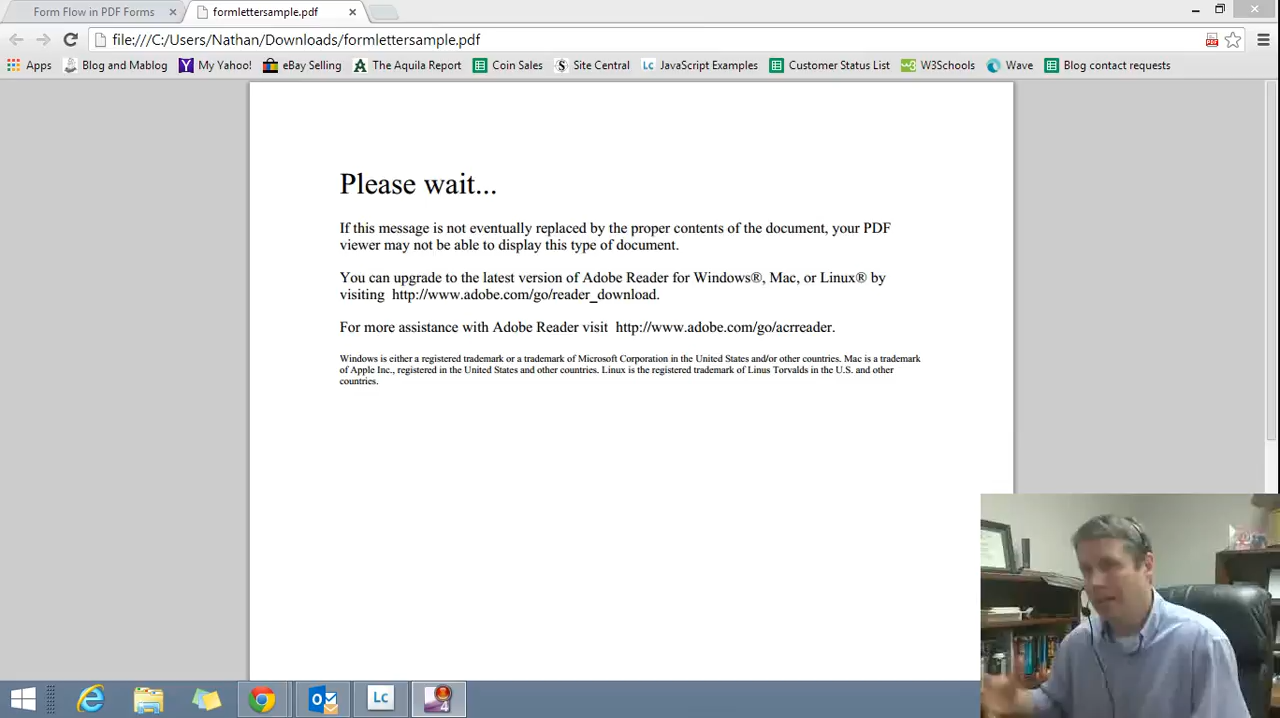 Form Flow in PDF Forms
formlettersample.pdf
file:///C:/Users/Nathan/Downloads/formlettersample.pdf
Apps Blog and Mablog My Yahoo! eBay Selling The Aquila Report Coin Sales Site Central JavaScript Examples Customer Status List W3Schools Wave Blog contact requests
Please wait...
If this message is not eventually replaced by the proper contents of the document, your PDF
viewer may not be able to display this type of document.
You can upgrade to the latest version of Adobe Reader for Windows®, Mac, or Linux® by
visiting http://www.adobe.com/go/reader_download.
For more assistance with Adobe Reader visit http://www.adobe.com/go/acrreader.
Windows is either a registered trademark or a trademark of Microsoft Corporation in the United States and/or other countries. Mac is a trademark
of Apple Inc., registered in the United States and other countries. Linux is the registered trademark of Linus Torvalds in the U.S. and other
countries.
Lc